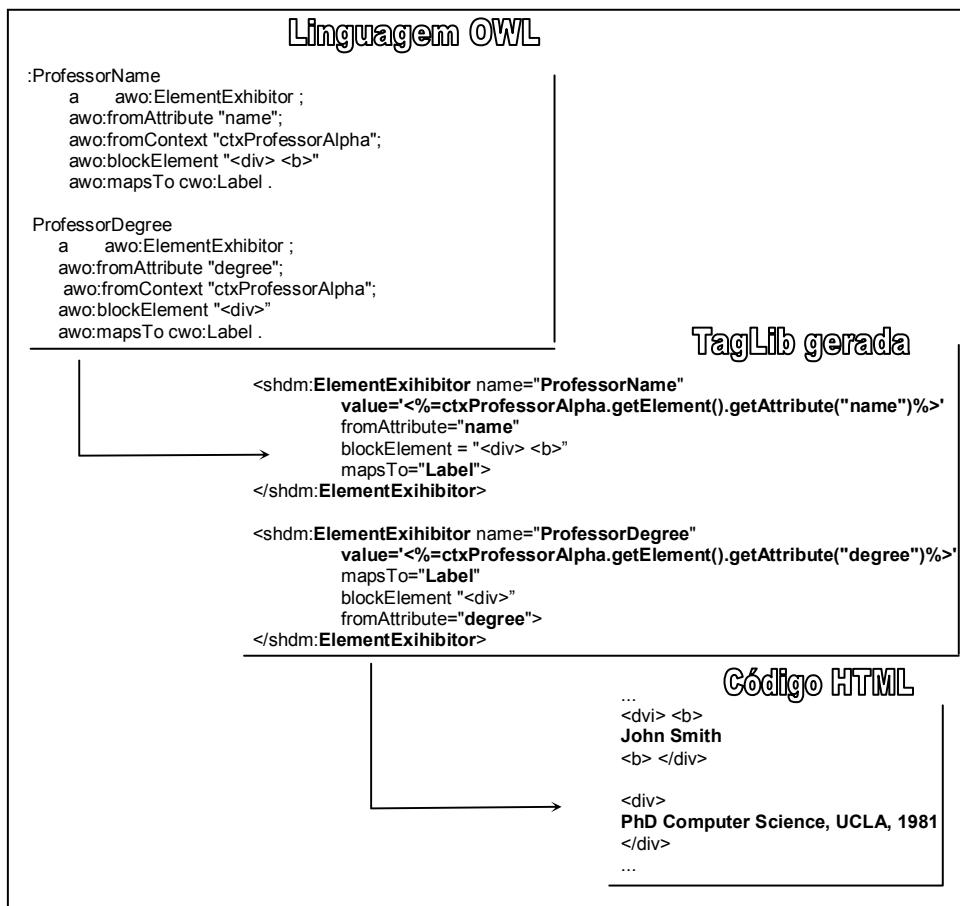 Linguagem OWL
:ProfessorName
a awo:ElementExhibitor ;
awo:fromAttribute "name";
awo:fromContext "ctxProfessorAlpha";
awo:blockElement "<div> <b>"
awo:mapsTo cwo:Label .
ProfessorDegree
a awo:ElementExhibitor ;
awo:fromAttribute "degree";
awo:fromContext "ctxProfessorAlpha";
awo:blockElement "<div>”
awo:mapsTo cwo:Label .
TagLib gerada
<shdm:ElementExihibitor name="ProfessorName"
value='<%=ctxProfessorAlpha.getElement().getAttribute("name")%>'
fromAttribute="name"
blockElement = "<div> <b>”
mapsTo="Label">
</shdm:ElementExihibitor>
<shdm:ElementExihibitor name="ProfessorDegree"
value='<%=ctxProfessorAlpha.getElement().getAttribute("degree")%>'
mapsTo="Label"
blockElement "<div>”
fromAttribute="degree">
</shdm:ElementExihibitor>
Código HTML
...
<dvi> <b>
John Smith
<b> </div>
<div>
PhD Computer Science, UCLA, 1981
</div>
...